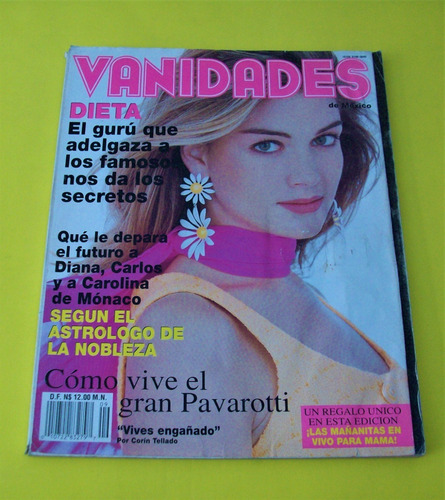 VANIDADES
de México
DIETA
El gurú que
adelgaza a
los famosos
nos da los
secretos
Qué le depara
el futuro a
Diana, Carlos
y a Carolina
de Mónaco
SEGUN EL
ASTROLOGO DE
LA NOBLEZA
Cómo vive el
gran Pavarotti
D.F. N$ 12.00 M.N.
09
"Vives engañado"
Por Corín Tellado
UN REGALO UNICO
EN ESTA EDICION
¡LAS MAÑANITAS EN
VIVO PARA MAMA!